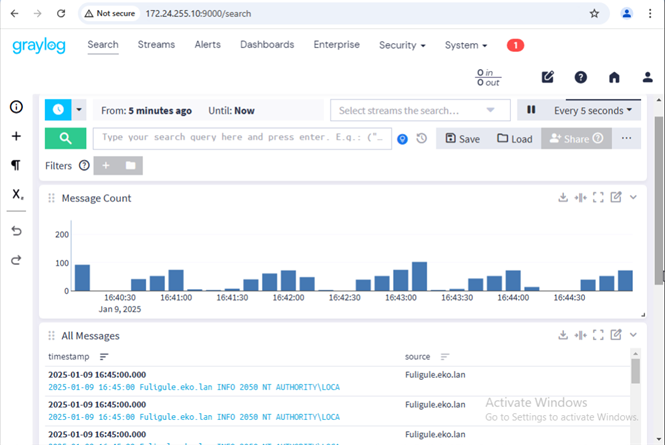 Not secure 172.24.255.10:9000/search
graylog Search Streams Alerts Dashboards Enterprise Security System 1
0 in
0 out
From: 5 minutes ago Until: Now Select streams the search... Every 5 seconds
Type your search query here and press enter. E.g.: ("... Save Load Share ...
Filters
Message Count
200
100
0
16:40:30 16:41:00 16:41:30 16:42:00 16:42:30 16:43:00 16:43:30 16:44:00 16:44:30
Jan 9, 2025
All Messages
timestamp source
2025-01-09 16:45:00.000 Fuligule.eko.lan
2025-01-09 16:45:00 Fuligule.eko.lan INFO 2050 NT AUTHORITY\LOCA
2025-01-09 16:45:00.000 Fuligule.eko.lan
2025-01-09 16:45:00 Fuligule.eko.lan INFO 2050 NT AUTHORITY\LOCA
2025-01-09 16:45:00.000 Fuligule.eko.lan
Activate Windows
Go to Settings to activate Windows.